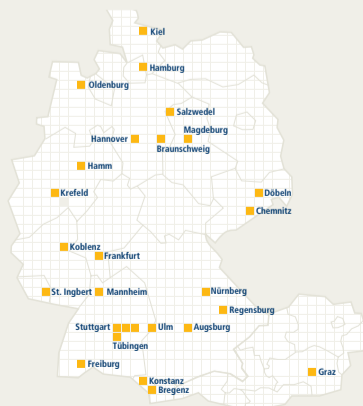 Kiel
Hamburg
Oldenburg
Salzwedel
Magdeburg
Hannover
Braunschweig
Hamm
Krefeld
Döbeln
Chemnitz
Koblenz
Frankfurt
St. Ingbert
Mannheim
Nürnberg
Regensburg
Stuttgart
Ulm
Augsburg
Tübingen
Freiburg
Graz
Konstanz
Bregenz